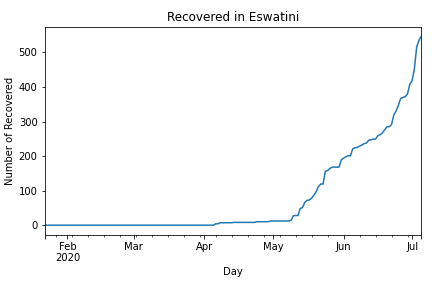 Recovered in Eswatini
Number of Recovered
500
400
300
200
100
0
Feb
2020
Mar
Apr
May
Jun
Jul
Day